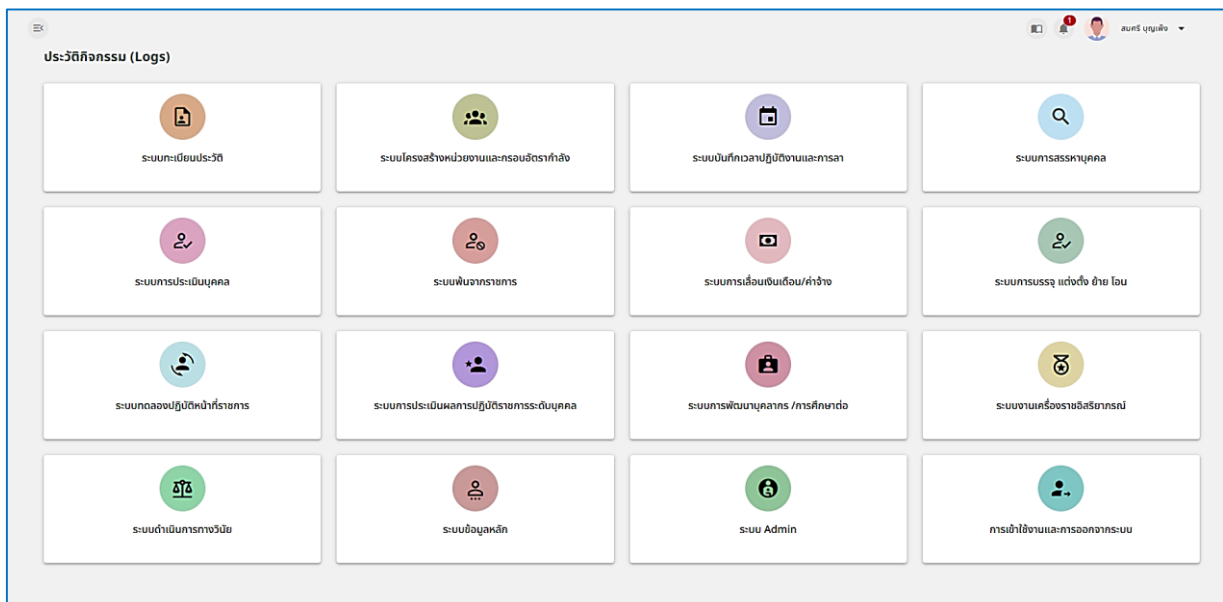 1
สมศรี บุญเพ็ง
ประวัติกิจกรรม (Logs)
ระบบทะเบียนประวัติ
ระบบโครงสร้างหน่วยงานและกรอบอัตรากำลัง
ระบบบันทึกเวลาปฏิบัติงานและการลา
ระบบการสรรหาบุคคล
ระบบการประเมินบุคคล
ระบบพ้นจากราชการ
ระบบการเลื่อนเงินเดือน/ค่าจ้าง
ระบบการบรรจุ แต่งตั้ง ย้าย โอน
ระบบทดลองปฏิบัติหน้าที่ราชการ
ระบบการประเมินผลการปฏิบัติราชการระดับบุคคล
ระบบการพัฒนาบุคลากร /การศึกษาต่อ
ระบบงานเครื่องราชอิสริยาภรณ์
ระบบดำเนินการทางวินัย
ระบบข้อมูลหลัก
ระบบ Admin
การเข้าใช้งานและการออกจากระบบ